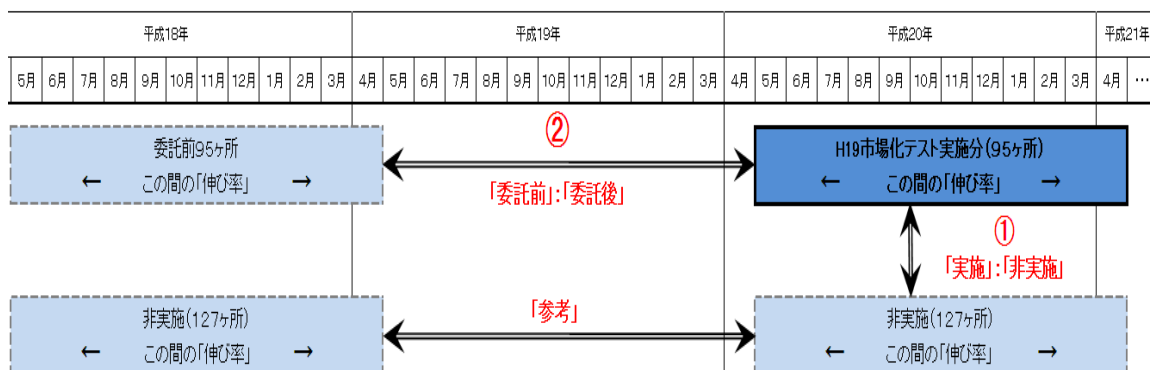 平成18年 平成19年 平成20年 平成21年
5月 6月 7月 8月 9月 10月 11月 12月 1月 2月 3月 4月 5月 6月 7月 8月 9月 10月 11月 12月 1月 2月 3月 4月 5月 6月 7月 8月 9月 10月 11月 12月 1月 2月 3月 4月 …
委託前95ヶ所
← この間の「伸び率」 →
②
「委託前」:「委託後」
H19市場化テスト実施分(95ヶ所)
← この間の「伸び率」 →
①
「実施」:「非実施」
非実施(127ヶ所)
← この間の「伸び率」 →
「参考」
非実施(127ヶ所)
← この間の「伸び率」 →